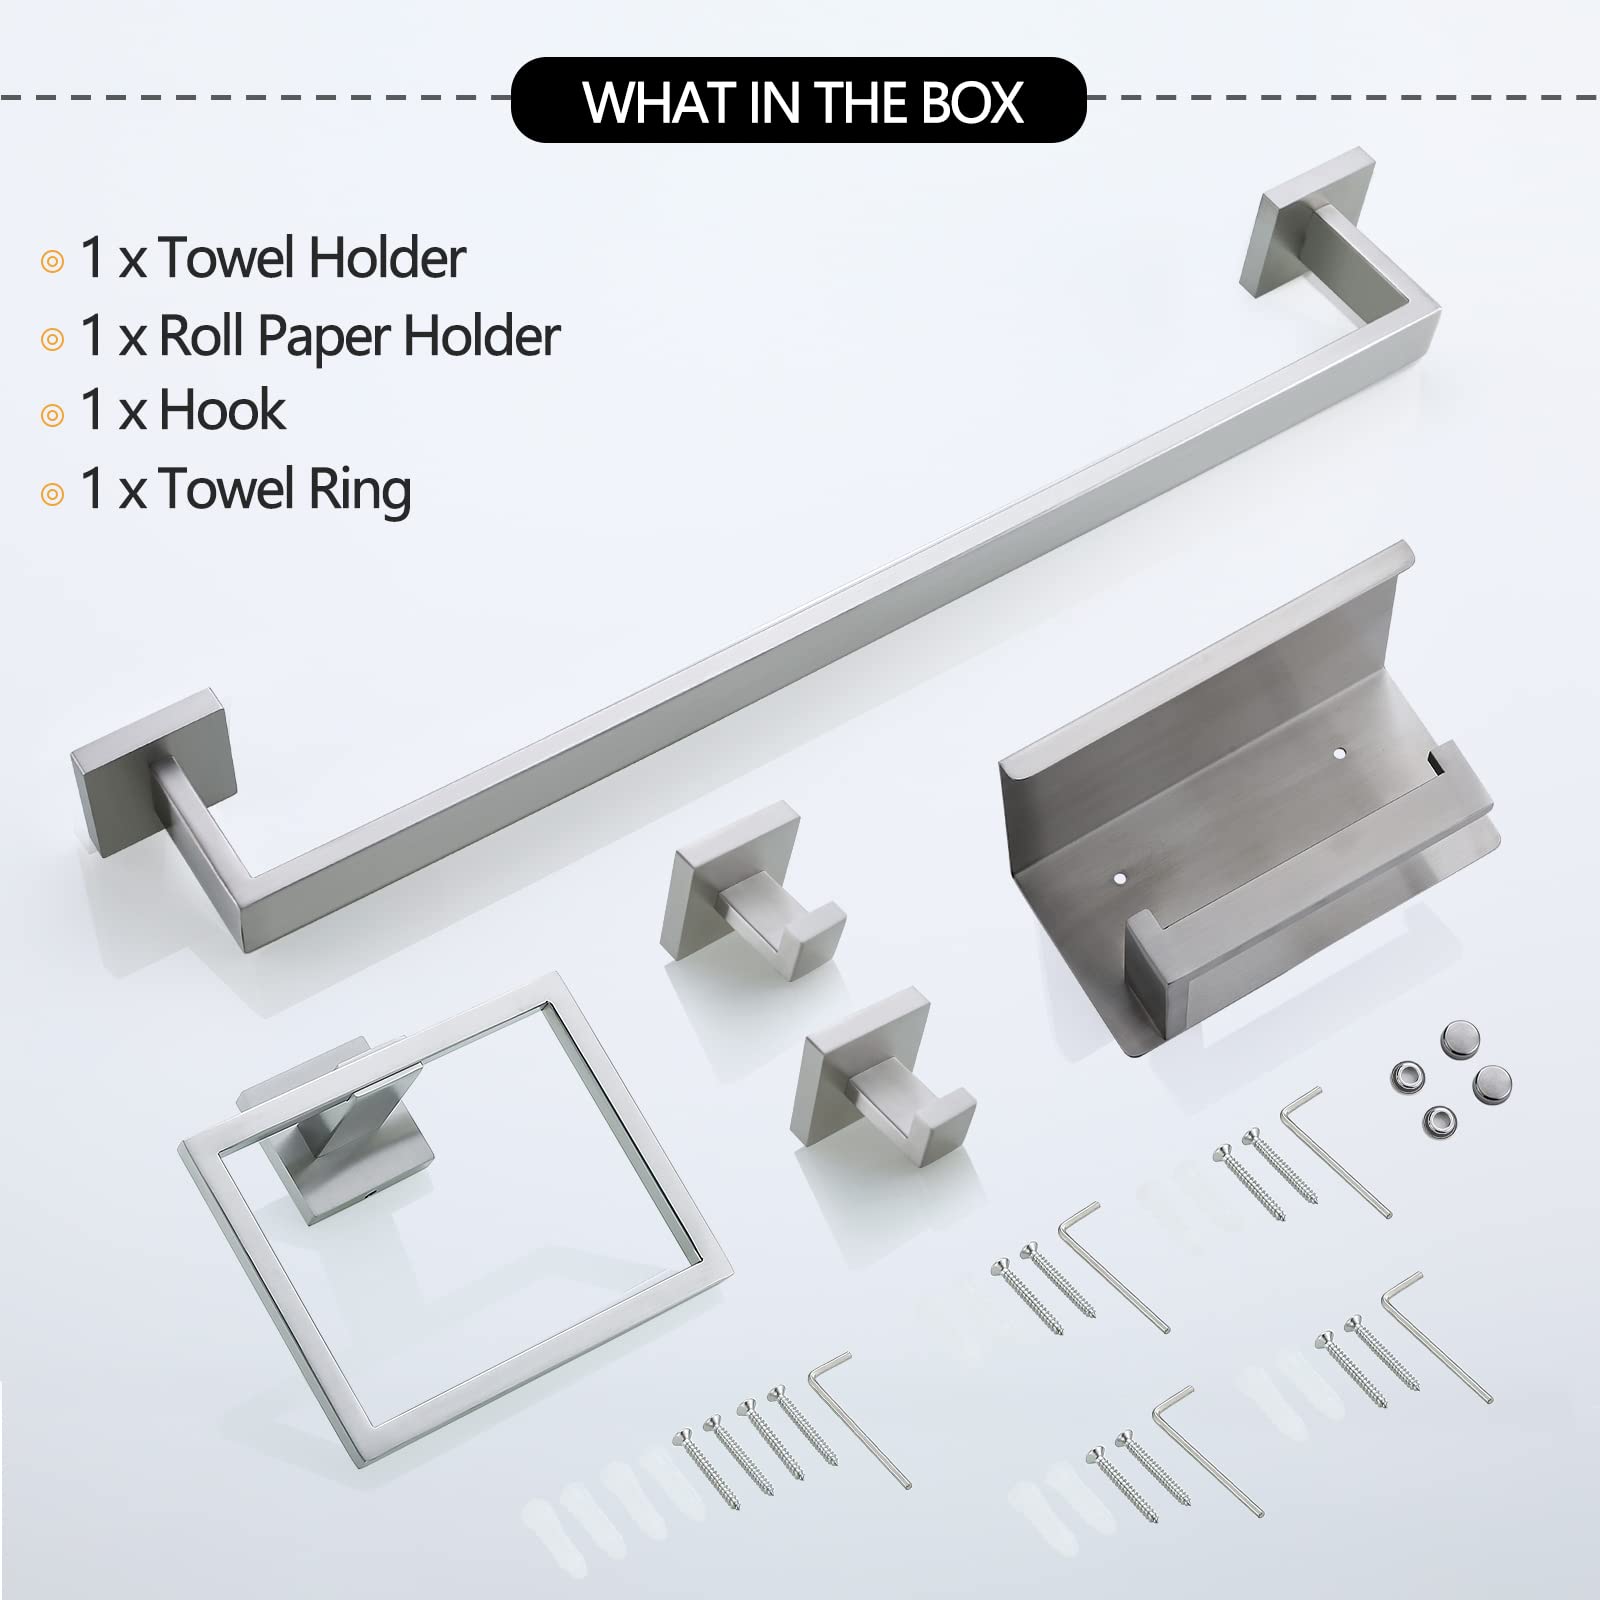 WHAT IN THE BOX
1 x Towel Holder
1 x Roll Paper Holder
1 x Hook
1 x Towel Ring